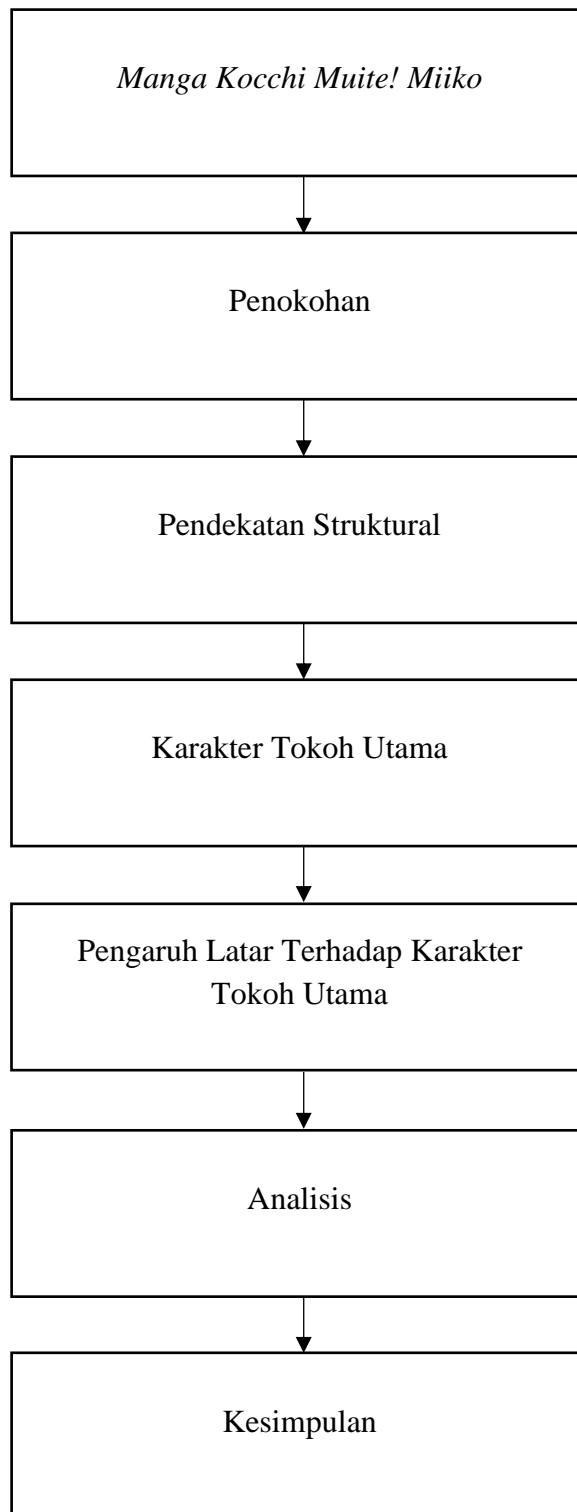 Manga Kocchi Muite! Miiko
Penokohan
Pendekatan Struktural
Karakter Tokoh Utama
Pengaruh Latar Terhadap Karakter
Tokoh Utama
Analisis
Kesimpulan